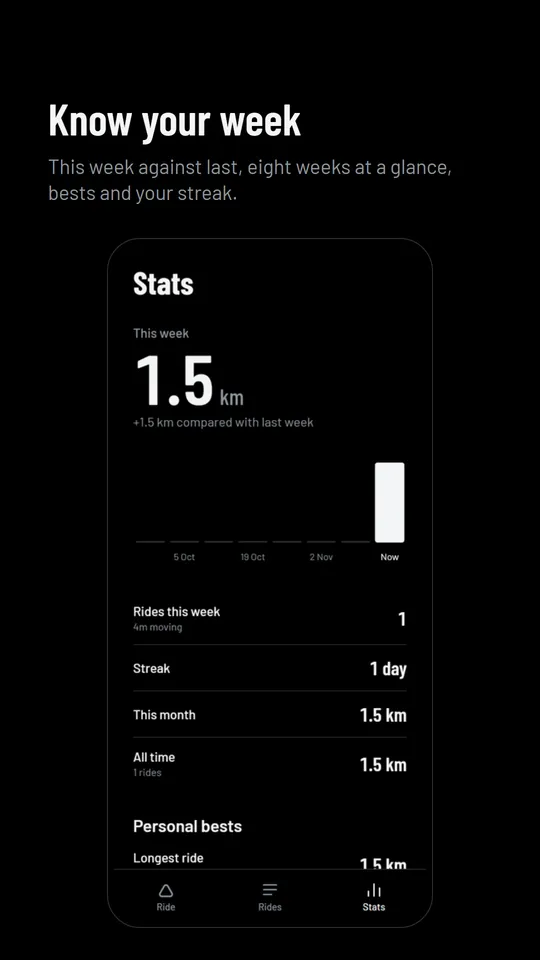 Know your week
This week against last, eight weeks at a glance,
bests and your streak.
Stats
This week
1.5 km
+1.5 km compared with last week
5 Oct 19 Oct 2 Nov Now
Rides this week 1
4m moving
Streak 1 day
This month 1.5 km
All time 1.5 km
1 rides
Personal bests
Longest ride 1.5 km
Ride Rides Stats